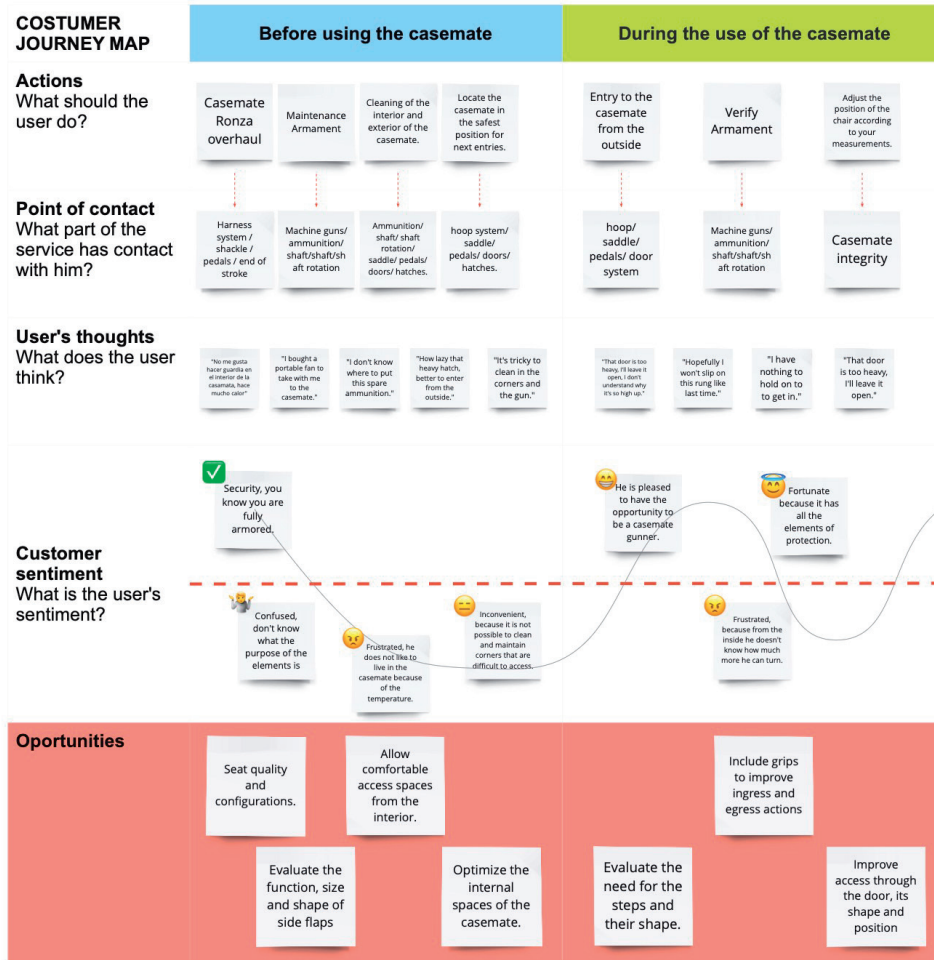 COSTUMER
JOURNEY MAP
Before using the casemate
During the use of the casemate
Actions
What should the
user do?
Casemate
Ronza
overhaul
Maintenance
Armament
Cleaning of the
interior and
exterior of the
casemate.
Locate the
casemate in
the safest
position for
next entries.
Entry to the
casemate
from the
outside
Verify
Armament
Adjust the
position of the
chair according
to your
measurements.
Point of contact
What part of the
service has contact
with him?
Harness
system /
shackle /
pedals / end of
stroke
Machine guns/
ammunition/
shaft/shaft/sh
aft rotation
Ammunition/
shaft/ shaft
rotation/
saddle/ pedals/
doors/ hatches.
hoop system/
saddle/
pedals/ doors/
hatches.
hoop/
saddle/
pedals/ door
system
Machine guns/
ammunition/
shaft/shaft/sh
aft rotation
Casemate
integrity
User's thoughts
What does the user
think?
"No me gusta
hacer guardia en
el interior de la
casamata, hace
mucho calor"
"I bought a
portable fan to
take with me
to the
casemate."
"I don't know
where to put
this spare
ammunition."
"How lazy that
heavy hatch,
better to enter
from the
outside."
"It's tricky to
clean in the
corners and
the gun."
"That door is too
heavy, I'll leave it
open, I don't
understand why
it's so high up."
"Hopefully I
won't slip on
this rung like
last time."
"I have
nothing to
hold on to
to get in."
"That door
is too heavy,
I'll leave it
open."
Customer
sentiment
What is the user's
sentiment?
Security, you
know you are
fully
armored.
Confused,
don't know
what the
purpose of the
elements is
Frustrated, he
does not like to
live in the
casemate because
of the
temperature.
Inconvenient,
because it is not
possible to clean
and maintain
corners that are
difficult to access.
He is pleased
to have the
opportunity to
be a casemate
gunner.
Frustrated,
because from the
inside he doesn't
know how much
more he can turn.
Fortunate
because it has
all the
elements of
protection.
Oportunities
Seat quality
and
configurations.
Allow
comfortable
access spaces
from the
interior.
Evaluate the
function, size
and shape of
side flaps
Optimize the
internal
spaces of the
casemate.
Include grips
to improve
ingress and
egress actions
Evaluate the
need for the
steps and
their shape.
Improve
access through
the door, its
shape and
position